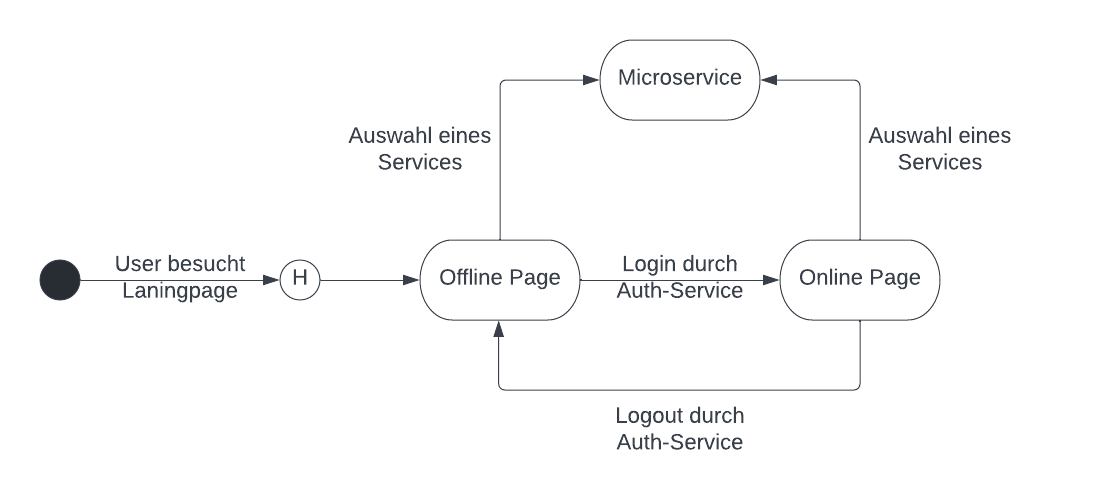 Microservice
Auswahl eines
Services
Auswahl eines
Services
User besucht
Laningpage
H
Offline Page
Login durch
Auth-Service
Online Page
Logout durch
Auth-Service